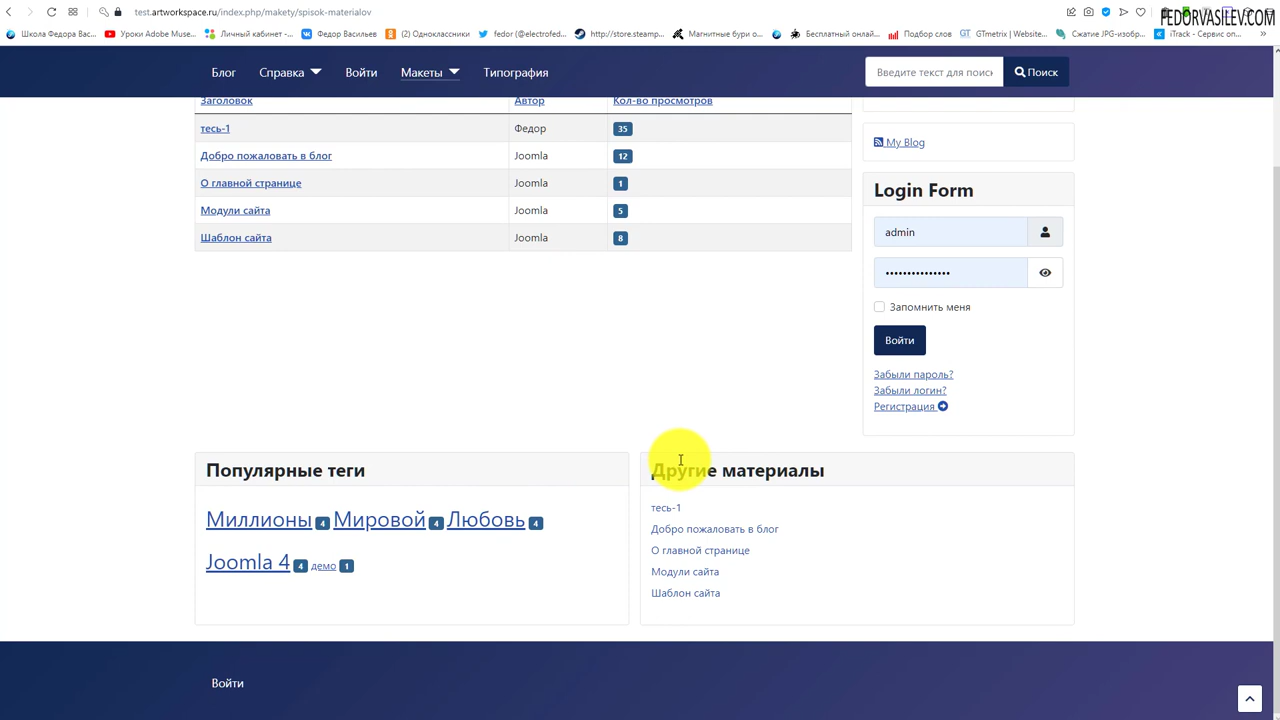 test.artworkspace.ru/index.php/makety/spisok-materialov
FEDORVASILEV.COM
Школа Федора Вас...
Уроки Adobe Muse...
Личный кабинет -...
Федор Васильев
(2) Одноклассники
fedor (@electrofed...
http://store.steamp...
Магнитные бури о...
Бесплатный онлай...
Подбор слов
GTmetrix | Website...
Сжатие JPG-изобр...
iTrack - Сервис оп...
Блог
Справка
Войти
Макеты
Типография
Введите текст для поиск
Поиск
Заголовок
Автор
Кол-во просмотров
тесь-1
Федор
35
Добро пожаловать в блог
Joomla
12
О главной странице
Joomla
1
Модули сайта
Joomla
5
Шаблон сайта
Joomla
8
My Blog
Login Form
admin
Запомнить меня
Войти
Забыли пароль?
Забыли логин?
Регистрация
Популярные теги
Миллионы 4 Мировой 4 Любовь 4
Joomla 4 4 демо 1
Другие материалы
тесь-1
Добро пожаловать в блог
О главной странице
Модули сайта
Шаблон сайта
Войти